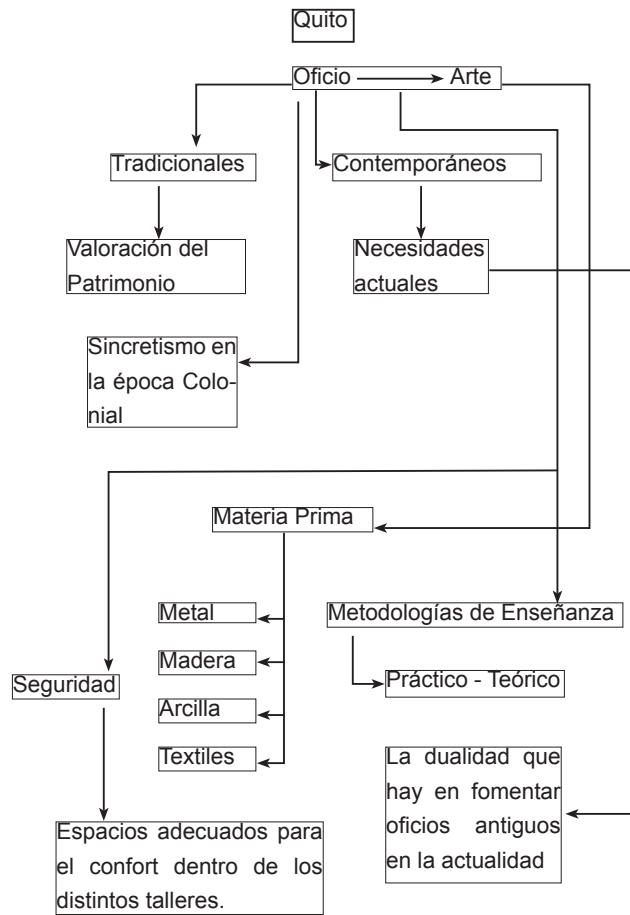 Quito
Oficio Arte
Tradicionales
Contemporáneos
Valoración del
Patrimonio
Necesidades
actuales
Sincretismo en
la época Colo-
nial
Materia Prima
Metal
Madera
Arcilla
Textiles
Metodologías de Enseñanza
Práctico - Teórico
Seguridad
Espacios adecuados para
el confort dentro de los
distintos talleres.
La dualidad que
hay en fomentar
oficios antiguos
en la actualidad